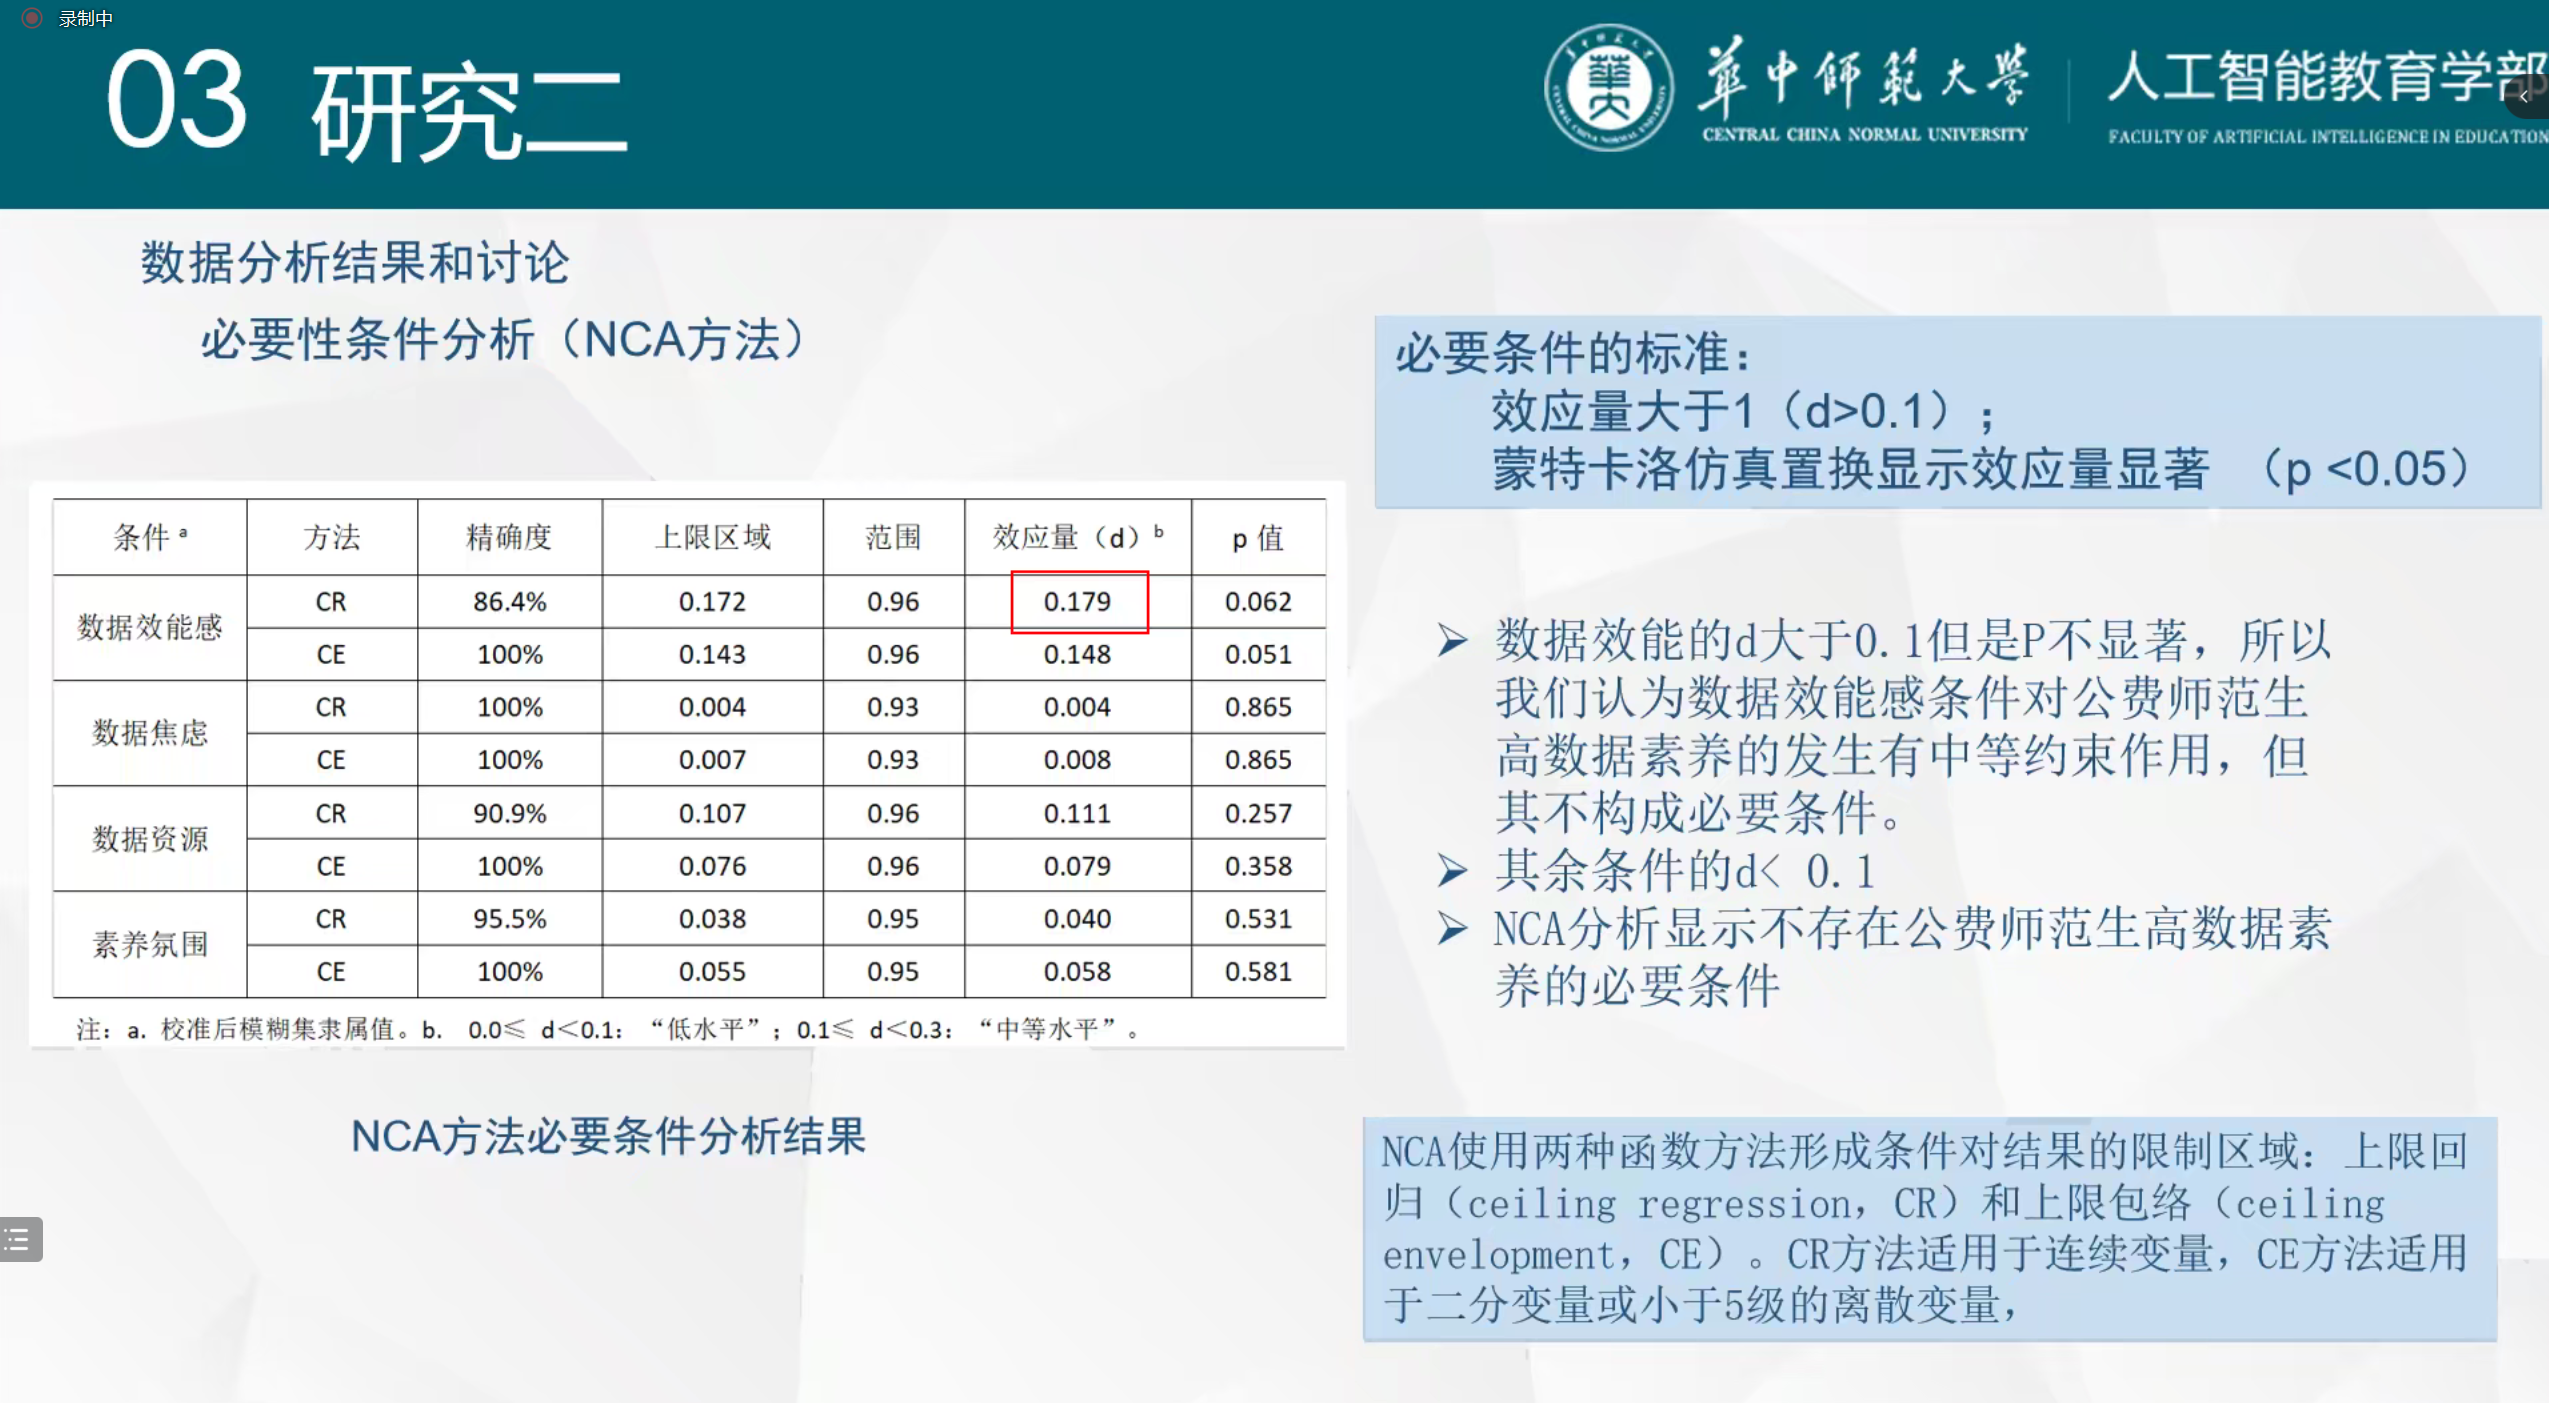 录制中
03 研究二
華中師範大學
CENTRAL CHINA NORMAL UNIVERSITY
人工智能教育学部
FACULTY OF ARTIFICIAL INTELLIGENCE IN EDUCATION
数据分析结果和讨论
必要性条件分析（NCA方法）
必要条件的标准：
效应量大于1（d>0.1）；
蒙特卡洛仿真置换显示效应量显著 （p <0.05）
条件 a 方法 精确度 上限区域 范围 效应量（d）b p 值
数据效能感 CR 86.4% 0.172 0.96 0.179 0.062
CE 100% 0.143 0.96 0.148 0.051
数据焦虑 CR 100% 0.004 0.93 0.004 0.865
CE 100% 0.007 0.93 0.008 0.865
数据资源 CR 90.9% 0.107 0.96 0.111 0.257
CE 100% 0.076 0.96 0.079 0.358
素养氛围 CR 95.5% 0.038 0.95 0.040 0.531
CE 100% 0.055 0.95 0.058 0.581
注：a. 校准后模糊集隶属值。b. 0.0≤ d＜0.1：“低水平”；0.1≤ d＜0.3：“中等水平”。
NCA方法必要条件分析结果
➢ 数据效能的d大于0.1但是P不显著，所以
我们认为数据效能感条件对公费师范生
高数据素养的发生有中等约束作用，但
其不构成必要条件。
➢ 其余条件的d< 0.1
➢ NCA分析显示不存在公费师范生高数据素
养的必要条件
NCA使用两种函数方法形成条件对结果的限制区域：上限回
归（ceiling regression，CR）和上限包络（ceiling
envelopment，CE）。CR方法适用于连续变量，CE方法适用
于二分变量或小于5级的离散变量，